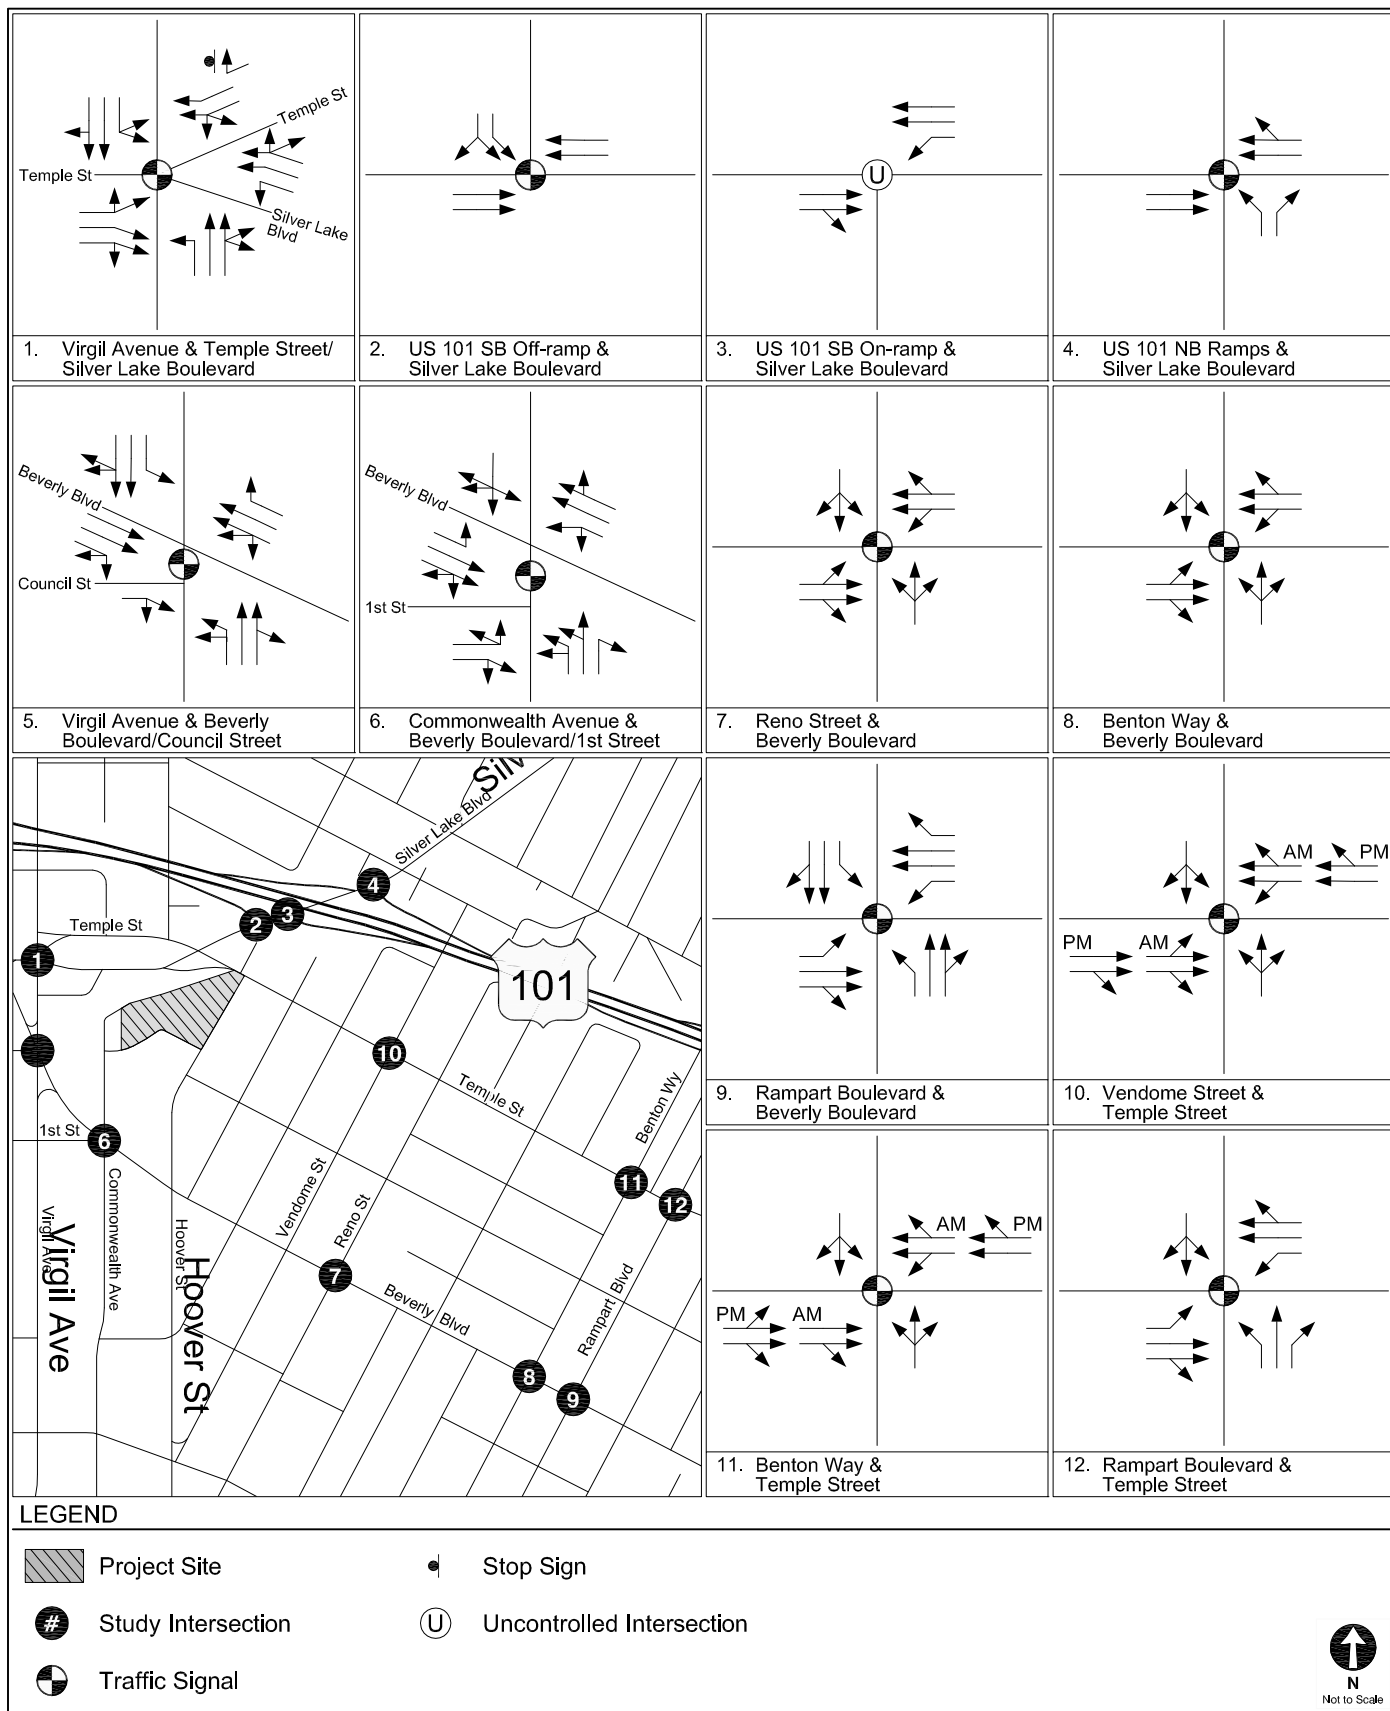 Temple St
Temple St
Silver Lake
Blvd
1. Virgil Avenue & Temple Street/
Silver Lake Boulevard
2. US 101 SB Off-ramp &
Silver Lake Boulevard
U
3. US 101 SB On-ramp &
Silver Lake Boulevard
4. US 101 NB Ramps &
Silver Lake Boulevard
Beverly Blvd
Council St
5. Virgil Avenue & Beverly
Boulevard/Council Street
Beverly Blvd
1st St
6. Commonwealth Avenue &
Beverly Boulevard/1st Street
7. Reno Street &
Beverly Boulevard
8. Benton Way &
Beverly Boulevard
Silv
Silver Lake Blvd
4
3
2
Temple St
1
101
10
Temple St
Benton Wy
1st St
6
11
12
Commonwealth Ave
Vendome St
Reno St
Virgil Ave
Virgil Ave
Hoover St
Hoover St
7
Beverly Blvd
Rampart Blvd
8
9
9. Rampart Boulevard &
Beverly Boulevard
AM PM
PM AM
10. Vendome Street &
Temple Street
AM PM
PM AM
11. Benton Way &
Temple Street
12. Rampart Boulevard &
Temple Street
LEGEND
Project Site
Stop Sign
# Study Intersection
U Uncontrolled Intersection
Traffic Signal
N
Not to Scale